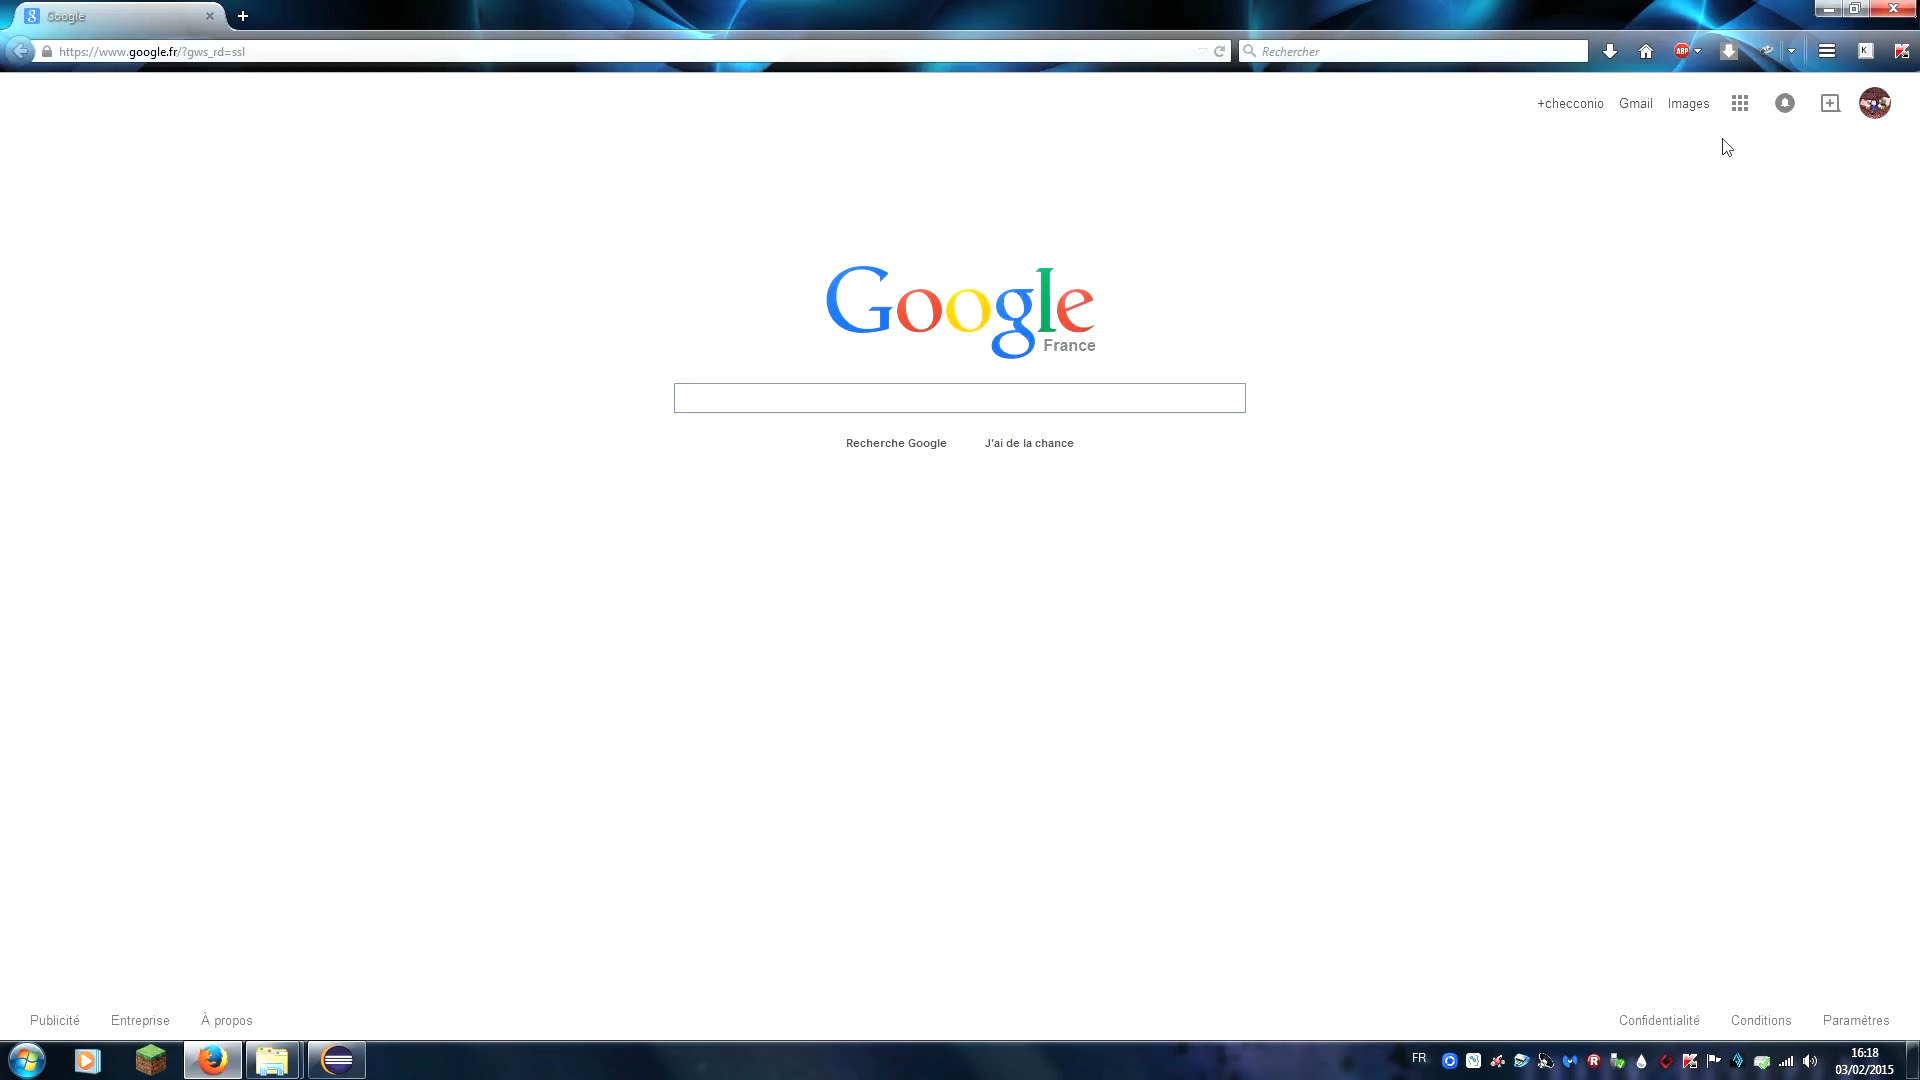 Google
https://www.google.fr/?gws_rd=ssl
Rechercher
ABP
K
+checconio
Gmail
Images
Google
France
Recherche Google
J'ai de la chance
Publicité
Entreprise
À propos
Confidentialité
Conditions
Paramètres
FR
16:18
03/02/2015